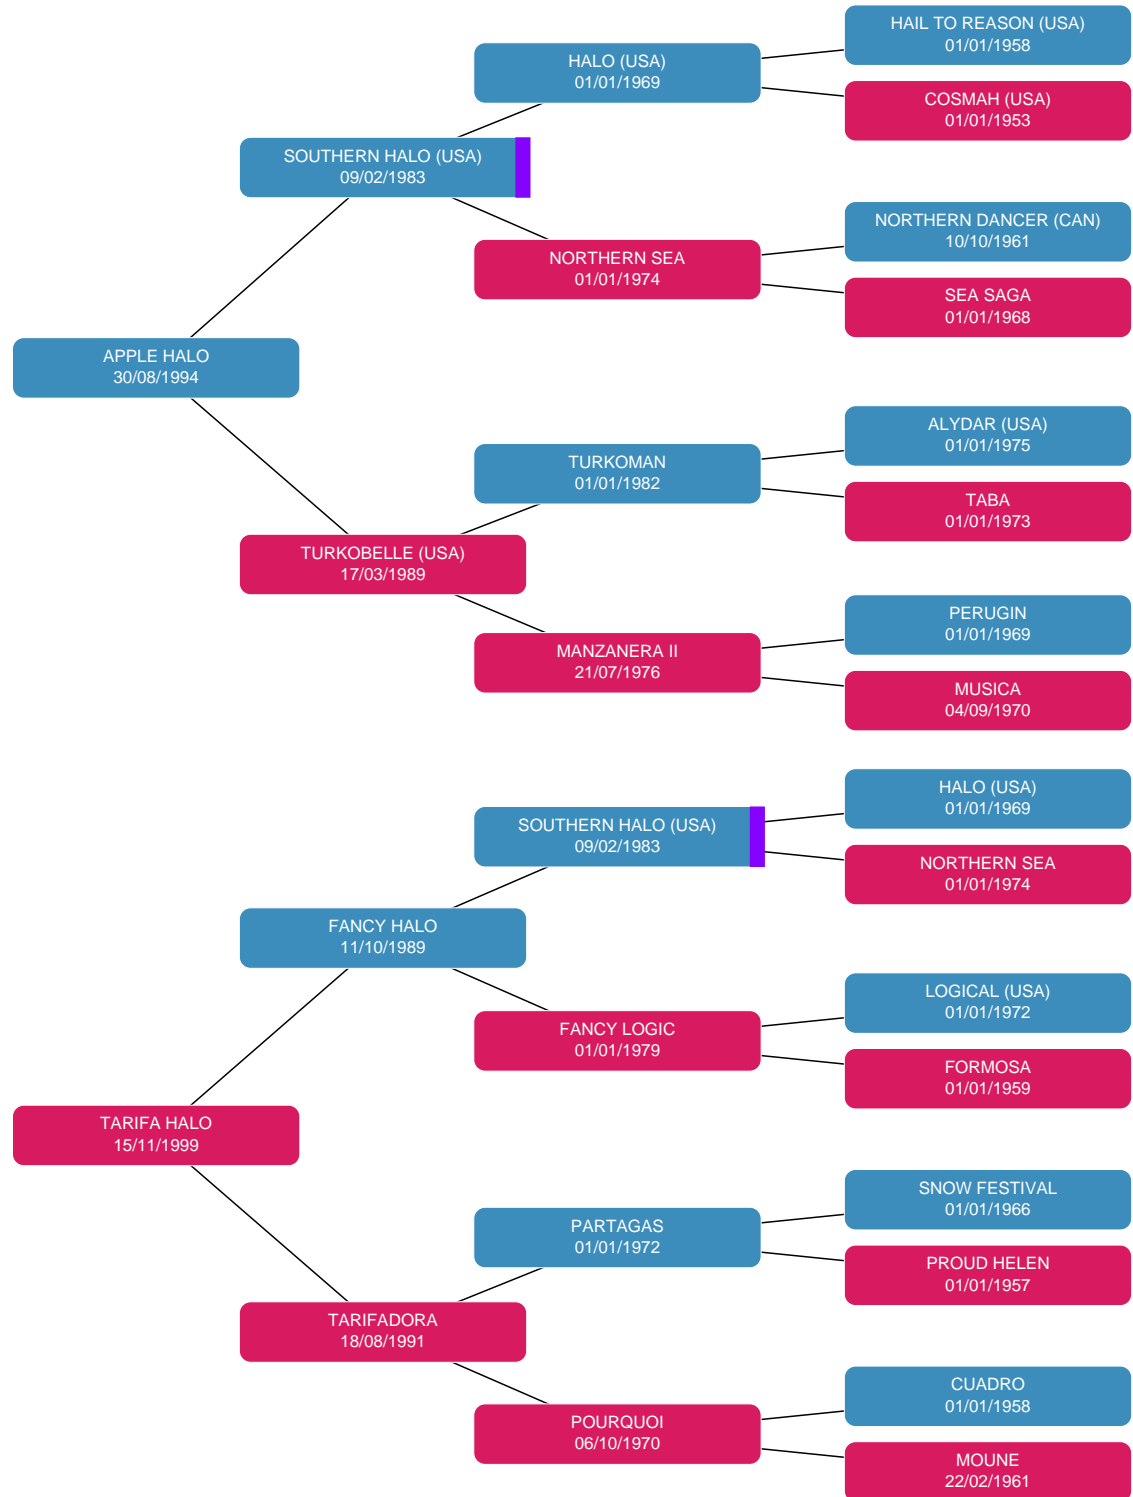 HAIL TO REASON (USA)
01/01/1958
HALO (USA)
01/01/1969
COSMAH (USA)
01/01/1953
SOUTHERN HALO (USA)
09/02/1983
NORTHERN DANCER (CAN)
10/10/1961
NORTHERN SEA
01/01/1974
SEA SAGA
01/01/1968
APPLE HALO
30/08/1994
ALYDAR (USA)
01/01/1975
TURKOMAN
01/01/1982
TABA
01/01/1973
TURKOBELLE (USA)
17/03/1989
PERUGIN
01/01/1969
MANZANERA II
21/07/1976
MUSICA
04/09/1970
HALO (USA)
01/01/1969
SOUTHERN HALO (USA)
09/02/1983
NORTHERN SEA
01/01/1974
FANCY HALO
11/10/1989
LOGICAL (USA)
01/01/1972
FANCY LOGIC
01/01/1979
FORMOSA
01/01/1959
TARIFA HALO
15/11/1999
SNOW FESTIVAL
01/01/1966
PARTAGAS
01/01/1972
PROUD HELEN
01/01/1957
TARIFADORA
18/08/1991
CUADRO
01/01/1958
POURQUOI
06/10/1970
MOUNE
22/02/1961